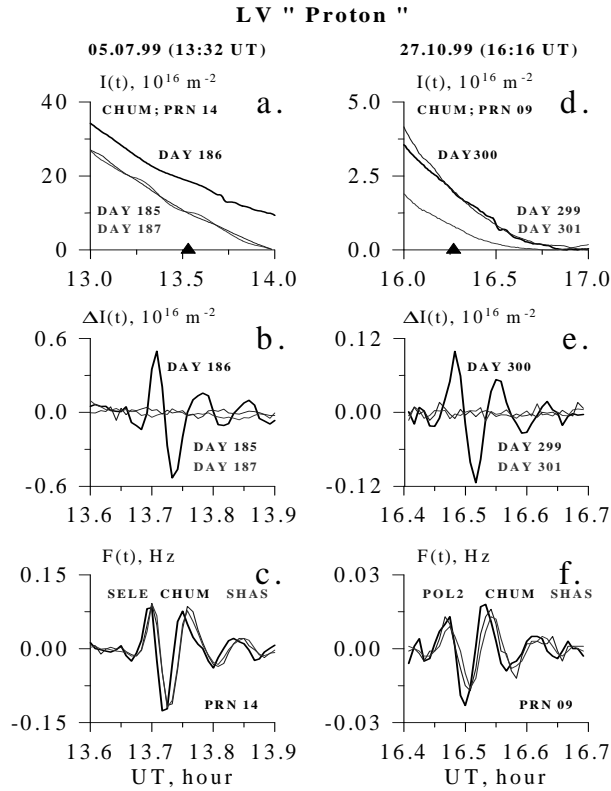 LV " Proton "
05.07.99 (13:32 UT)
27.10.99 (16:16 UT)
I(t), 10^16 m^-2
a.
CHUM; PRN 14
DAY 186
DAY 185
DAY 187
40
20
0
13.0 13.5 14.0
I(t), 10^16 m^-2
d.
CHUM; PRN 09
DAY300
DAY 299
DAY 301
5.0
2.5
0
16.0 16.5 17.0
ΔI(t), 10^16 m^-2
b.
DAY 186
DAY 185
DAY 187
0.6
0.0
-0.6
13.6 13.7 13.8 13.9
ΔI(t), 10^16 m^-2
e.
DAY 300
DAY 299
DAY 301
0.12
0.0
-0.12
16.4 16.5 16.6 16.7
F(t), Hz
c.
SELE CHUM SHAS
PRN 14
0.15
0.00
-0.15
13.6 13.7 13.8 13.9
UT, hour
F(t), Hz
f.
POL2 CHUM SHAS
PRN 09
0.03
0.00
-0.03
16.4 16.5 16.6 16.7
UT, hour